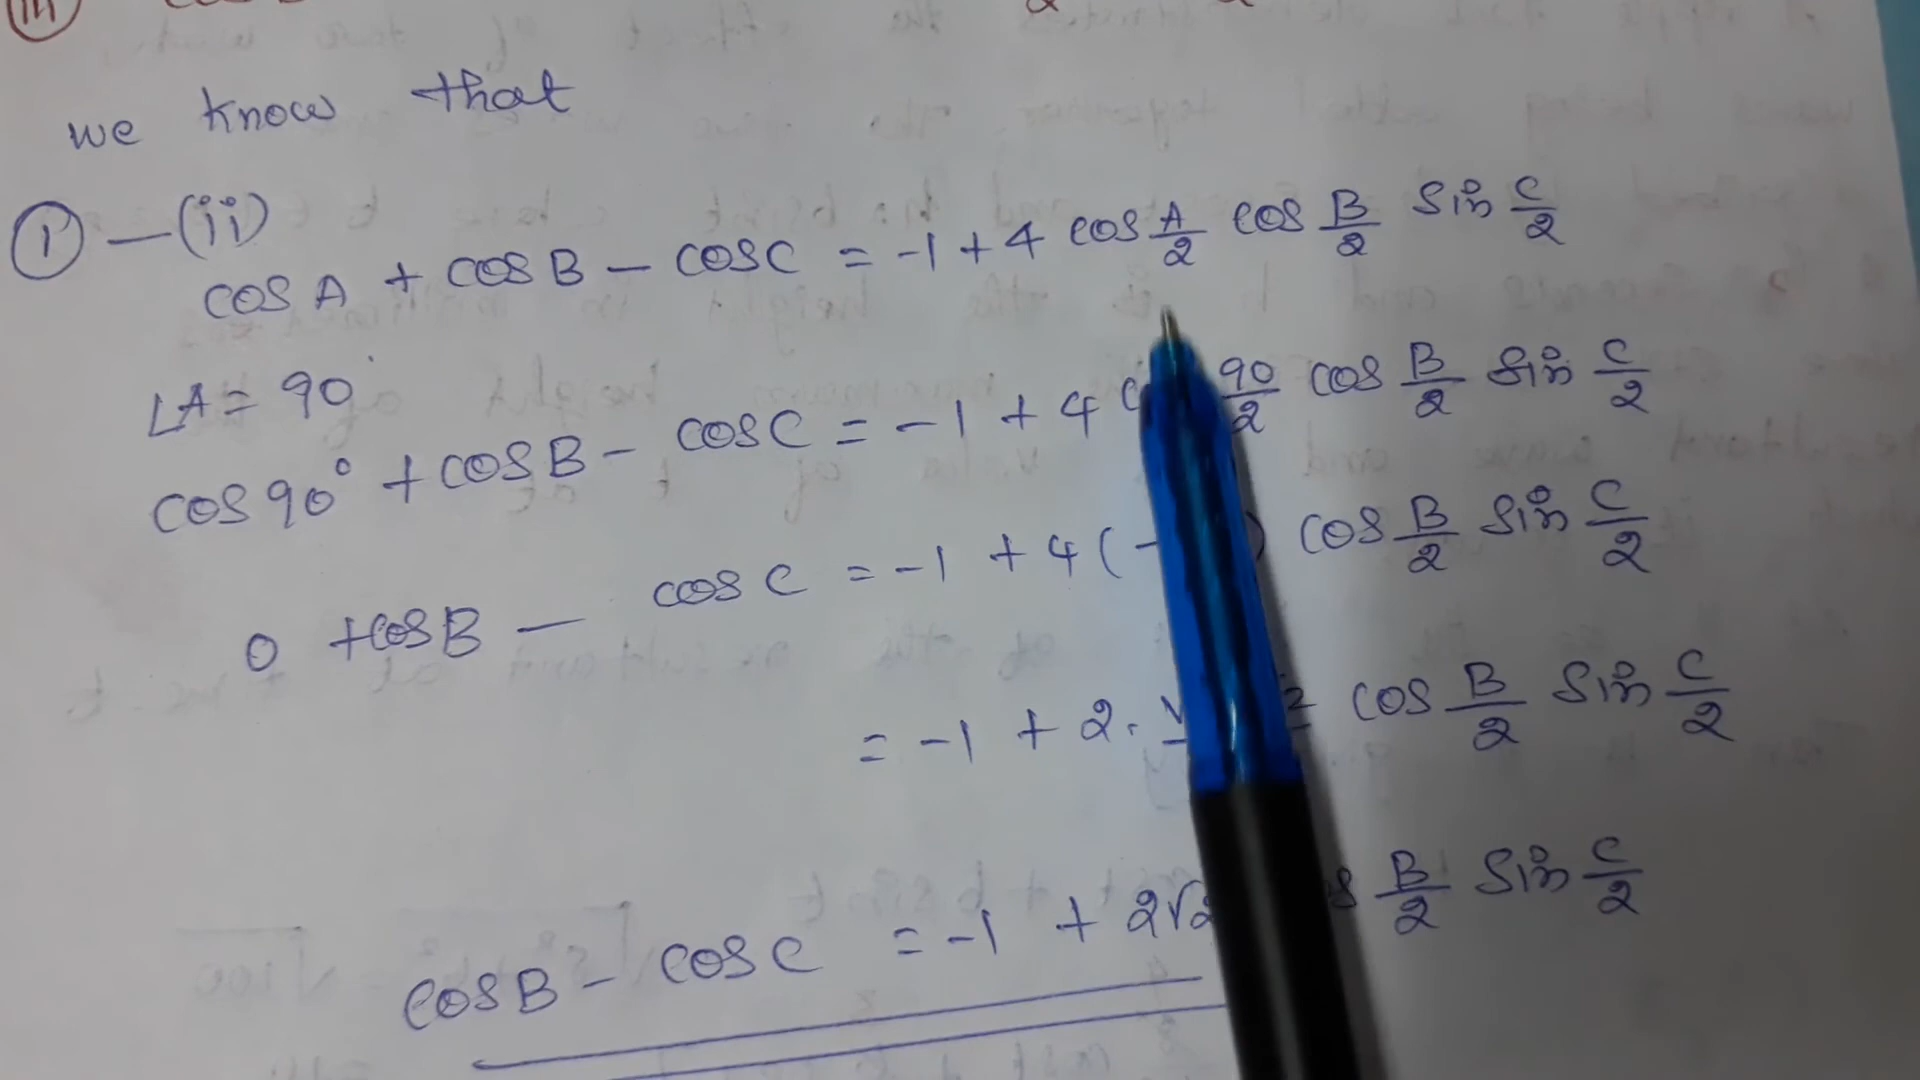 (iii)
we know that
① — (ii)
cos A + cos B – cos C = -1 + 4 cos A/2 cos B/2 sin C/2
∠A = 90
cos 90° + cos B – cos C = -1 + 4 90/2 cos B/2 sin C/2
0 + cos B – cos C = -1 + 4 ( ) cos B/2 sin C/2
= -1 + 2 . cos B/2 sin C/2
cos B – cos C = -1 + 2√2 B/2 sin C/2